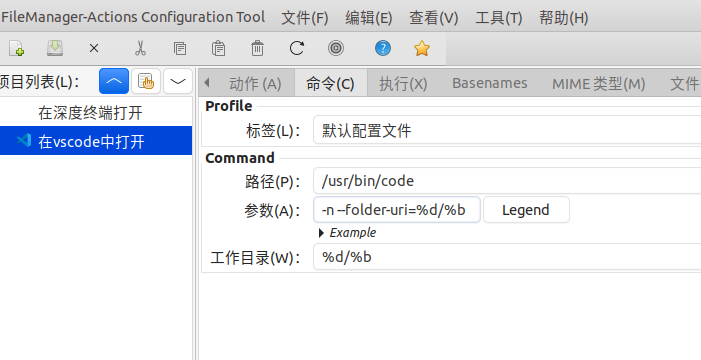 FileManager-Actions Configuration Tool 文件(F) 编辑(E) 查看(V) 工具(T) 帮助(H)
项目列表(L)：
在深度终端打开
在vscode中打开
动作 (A) 命令(C) 执行(X) Basenames MIME 类型(M) 文件
Profile
标签(L)： 默认配置文件
Command
路径(P)： /usr/bin/code
参数(A)： -n --folder-uri=%d/%b Legend
Example
工作目录(W)： %d/%b